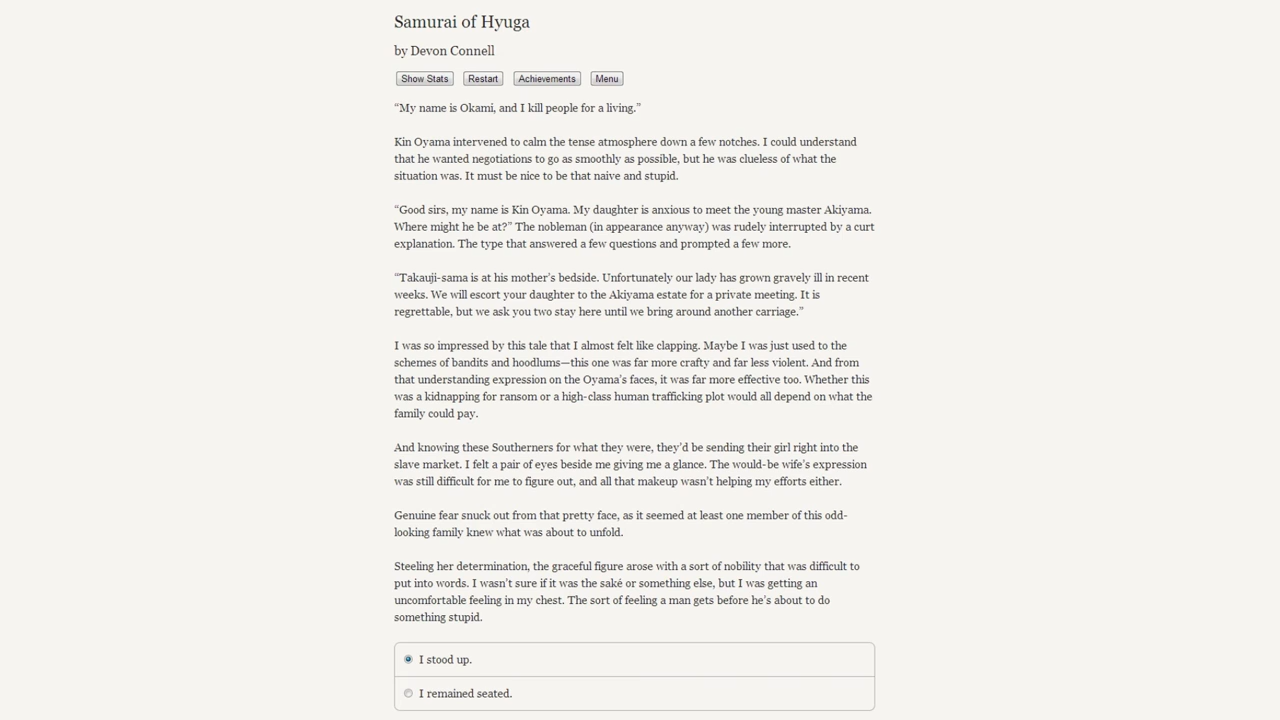 Samurai of Hyuga
by Devon Connell
Show Stats Restart Achievements Menu
“My name is Okami, and I kill people for a living.”
Kin Oyama intervened to calm the tense atmosphere down a few notches. I could understand
that he wanted negotiations to go as smoothly as possible, but he was clueless of what the
situation was. It must be nice to be that naive and stupid.
“Good sirs, my name is Kin Oyama. My daughter is anxious to meet the young master Akiyama.
Where might he be at?” The nobleman (in appearance anyway) was rudely interrupted by a curt
explanation. The type that answered a few questions and prompted a few more.
“Takauji-sama is at his mother’s bedside. Unfortunately our lady has grown gravely ill in recent
weeks. We will escort your daughter to the Akiyama estate for a private meeting. It is
regrettable, but we ask you two stay here until we bring around another carriage.”
I was so impressed by this tale that I almost felt like clapping. Maybe I was just used to the
schemes of bandits and hoodlums—this one was far more crafty and far less violent. And from
that understanding expression on the Oyama’s faces, it was far more effective too. Whether this
was a kidnapping for ransom or a high-class human trafficking plot would all depend on what the
family could pay.
And knowing these Southerners for what they were, they’d be sending their girl right into the
slave market. I felt a pair of eyes beside me giving me a glance. The would-be wife’s expression
was still difficult for me to figure out, and all that makeup wasn’t helping my efforts either.
Genuine fear snuck out from that pretty face, as it seemed at least one member of this odd-
looking family knew what was about to unfold.
Steeling her determination, the graceful figure arose with a sort of nobility that was difficult to
put into words. I wasn’t sure if it was the saké or something else, but I was getting an
uncomfortable feeling in my chest. The sort of feeling a man gets before he’s about to do
something stupid.
I stood up.
I remained seated.